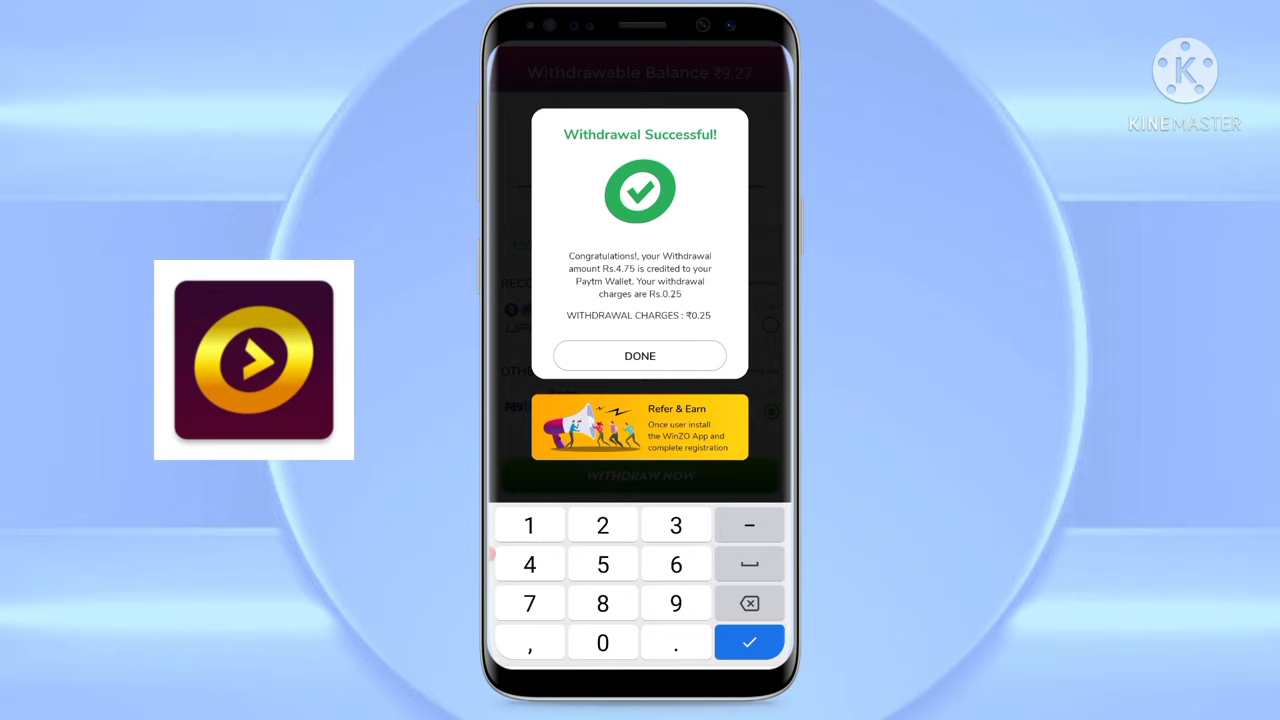 Withdrawable Balance ₹9.27
KINEMASTER
Withdrawal Successful!
Congratulations!, your Withdrawal
amount Rs.4.75 is credited to your
Paytm Wallet. Your withdrawal
charges are Rs.0.25
WITHDRAWAL CHARGES : ₹0.25
DONE
Refer & Earn
Once user install
the WinZO App and
complete registration
WITHDRAW NOW
1 2 3 -
4 5 6
7 8 9
, 0 .